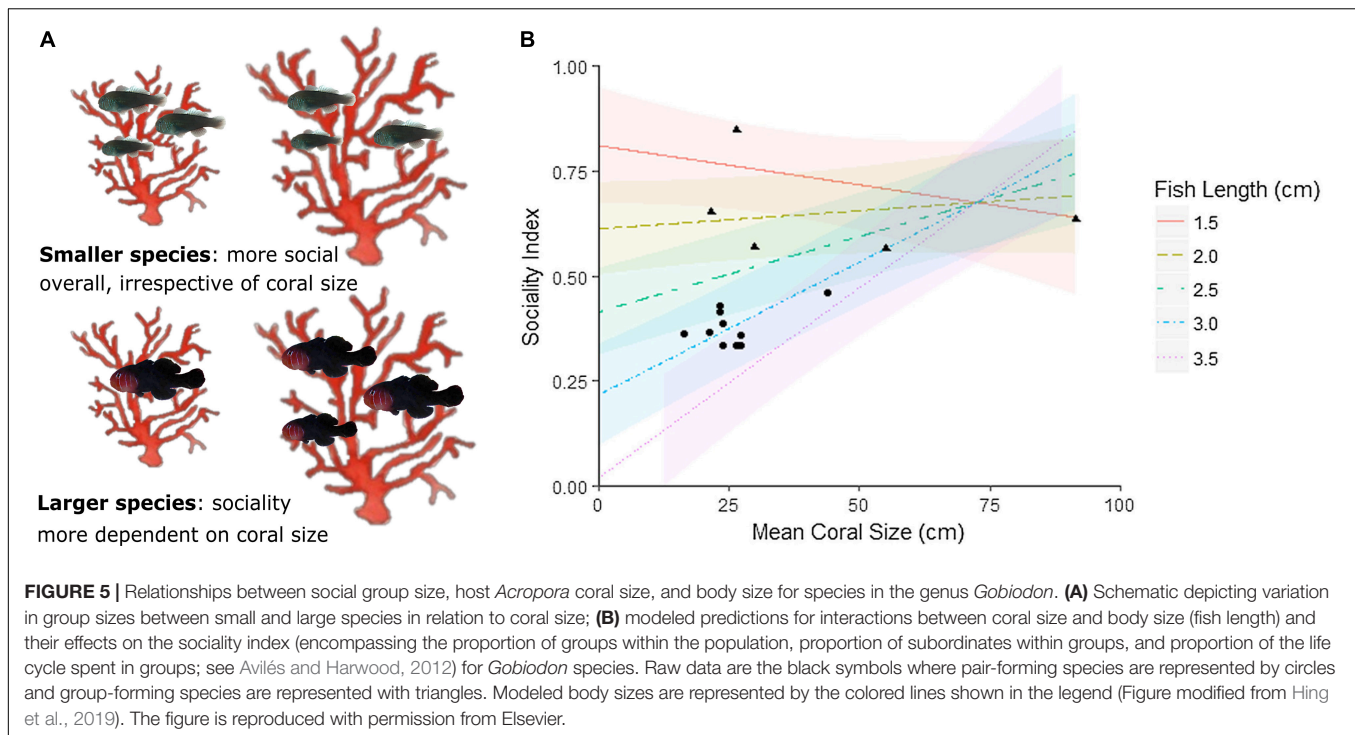 A
Smaller species: more social
overall, irrespective of coral size
Larger species: sociality
more dependent on coral size
B
1.00
0.75
0.50
0.25
0.00
Sociality Index
0
25
50
75
100
Mean Coral Size (cm)
Fish Length (cm)
1.5
2.0
2.5
3.0
3.5
FIGURE 5 | Relationships between social group size, host Acropora coral size, and body size for species in the genus Gobiodon. (A) Schematic depicting variation
in group sizes between small and large species in relation to coral size; (B) modeled predictions for interactions between coral size and body size (fish length) and
their effects on the sociality index (encompassing the proportion of groups within the population, proportion of subordinates within groups, and proportion of the life
cycle spent in groups; see Avilés and Harwood, 2012) for Gobiodon species. Raw data are the black symbols where pair-forming species are represented by circles
and group-forming species are represented with triangles. Modeled body sizes are represented by the colored lines shown in the legend (Figure modified from Hing
et al., 2019). The figure is reproduced with permission from Elsevier.